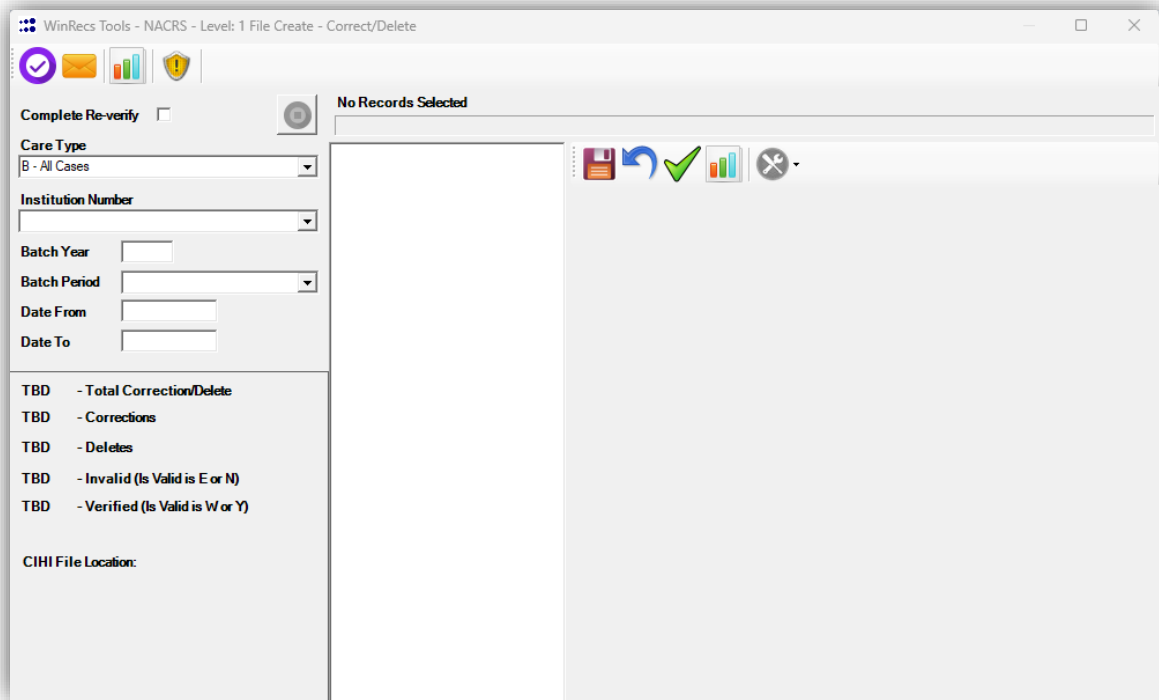 WinRecs Tools - NACRS - Level: 1 File Create - Correct/Delete
Complete Re-verify
No Records Selected
Care Type
B - All Cases
Institution Number
Batch Year
Batch Period
Date From
Date To
TBD - Total Correction/Delete
TBD - Corrections
TBD - Deletes
TBD - Invalid (Is Valid is E or N)
TBD - Verified (Is Valid is W or Y)
CIHI File Location: